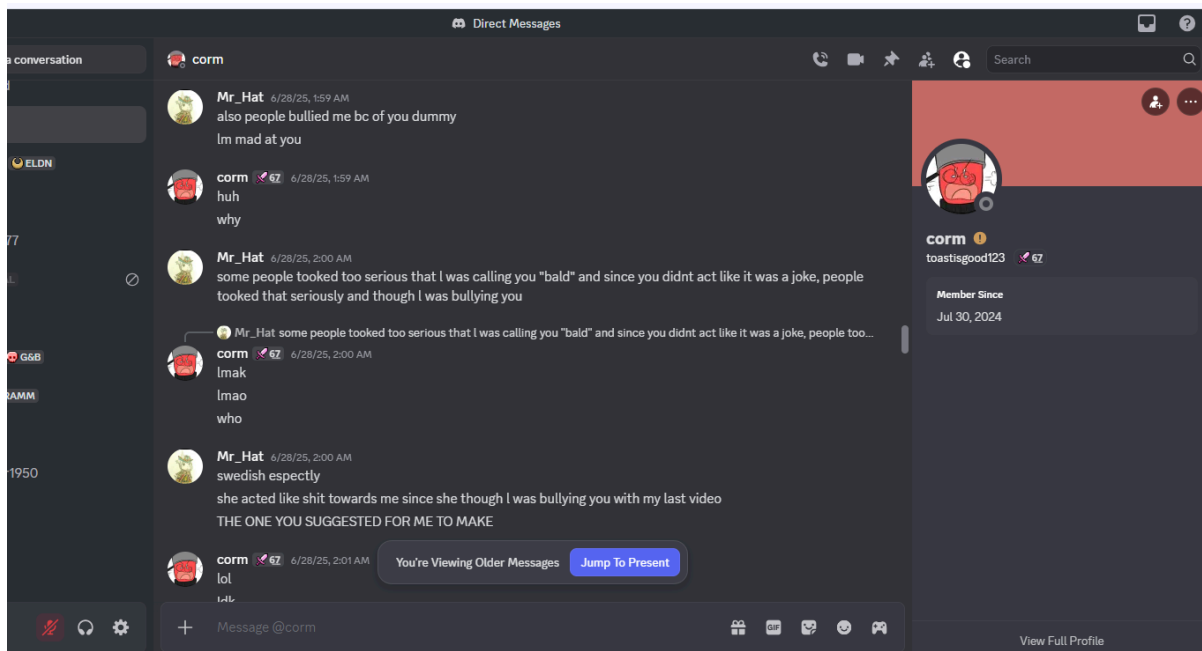 Direct Messages
a conversation
corm
Search
Mr_Hat 6/28/25, 1:59 AM
also people bullied me bc of you dummy
lm mad at you
ELDN
corm 67 6/28/25, 1:59 AM
huh
why
77
Mr_Hat 6/28/25, 2:00 AM
some people tooked too serious that l was calling you "bald" and since you didnt act like it was a joke, people
tooked that seriously and though l was bullying you
Mr_Hat some people tooked too serious that l was calling you "bald" and since you didnt act like it was a joke, people too...
G&B
corm 67 6/28/25, 2:00 AM
lmak
lmao
who
RAMM
Mr_Hat 6/28/25, 2:00 AM
swedish espectly
she acted like shit towards me since she though l was bullying you with my last video
THE ONE YOU SUGGESTED FOR ME TO MAKE
r1950
corm 67 6/28/25, 2:01 AM
lol
Idk
You're Viewing Older Messages
Jump To Present
Message @corm
GIF
corm
toastisgood123 67
Member Since
Jul 30, 2024
View Full Profile